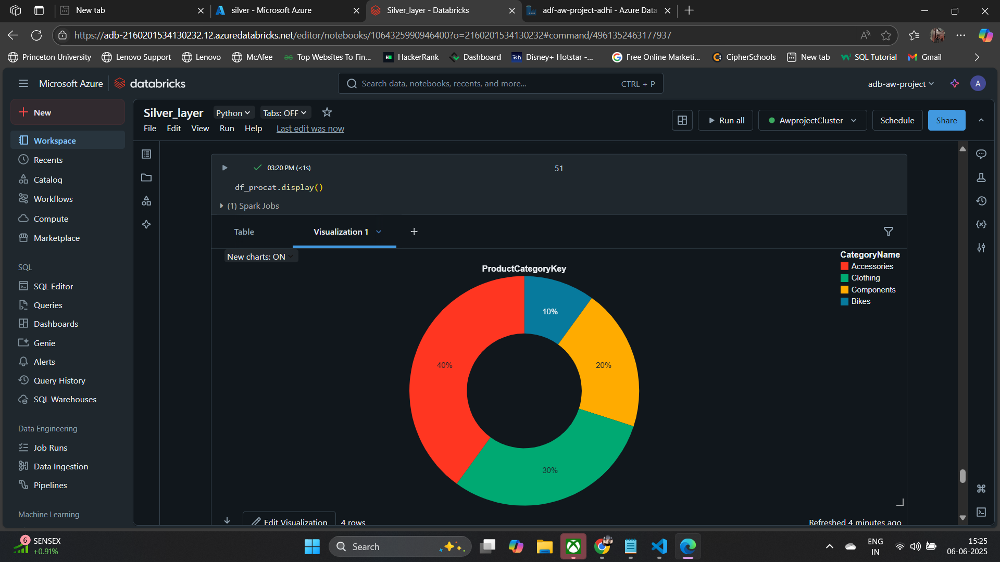 New tab
silver - Microsoft Azure
Silver_layer - Databricks
adf-aw-project-adhi - Azure Data
https://adb-2160201534130232.12.azuredatabricks.net/editor/notebooks/1064325990946400?o=2160201534130232#command/4961352463177937
Princeton University
Lenovo Support
Lenovo
McAfee
Top Websites To Fin...
HackerRank
Dashboard
Disney+ Hotstar -...
Free Online Marketi...
CipherSchools
New tab
SQL Tutorial
Gmail
Microsoft Azure
databricks
Search data, notebooks, recents, and more...
CTRL + P
adb-aw-project
A
New
Workspace
Recents
Catalog
Workflows
Compute
Marketplace
SQL
SQL Editor
Queries
Dashboards
Genie
Alerts
Query History
SQL Warehouses
Data Engineering
Job Runs
Data Ingestion
Pipelines
Machine Learning
Silver_layer
Python
Tabs: OFF
File
Edit
View
Run
Help
Last edit was now
Run all
AwprojectCluster
Schedule
Share
03:20 PM (<1s)
51
df_procat.display()
(1) Spark Jobs
Table
Visualization 1
+
New charts: ON
ProductCategoryKey
CategoryName
Accessories
Clothing
Components
Bikes
10%
40%
20%
30%
Edit Visualization
4 rows
Refreshed 4 minutes ago
6
SENSEX
+0.91%
Search
ENG
IN
15:25
06-06-2025